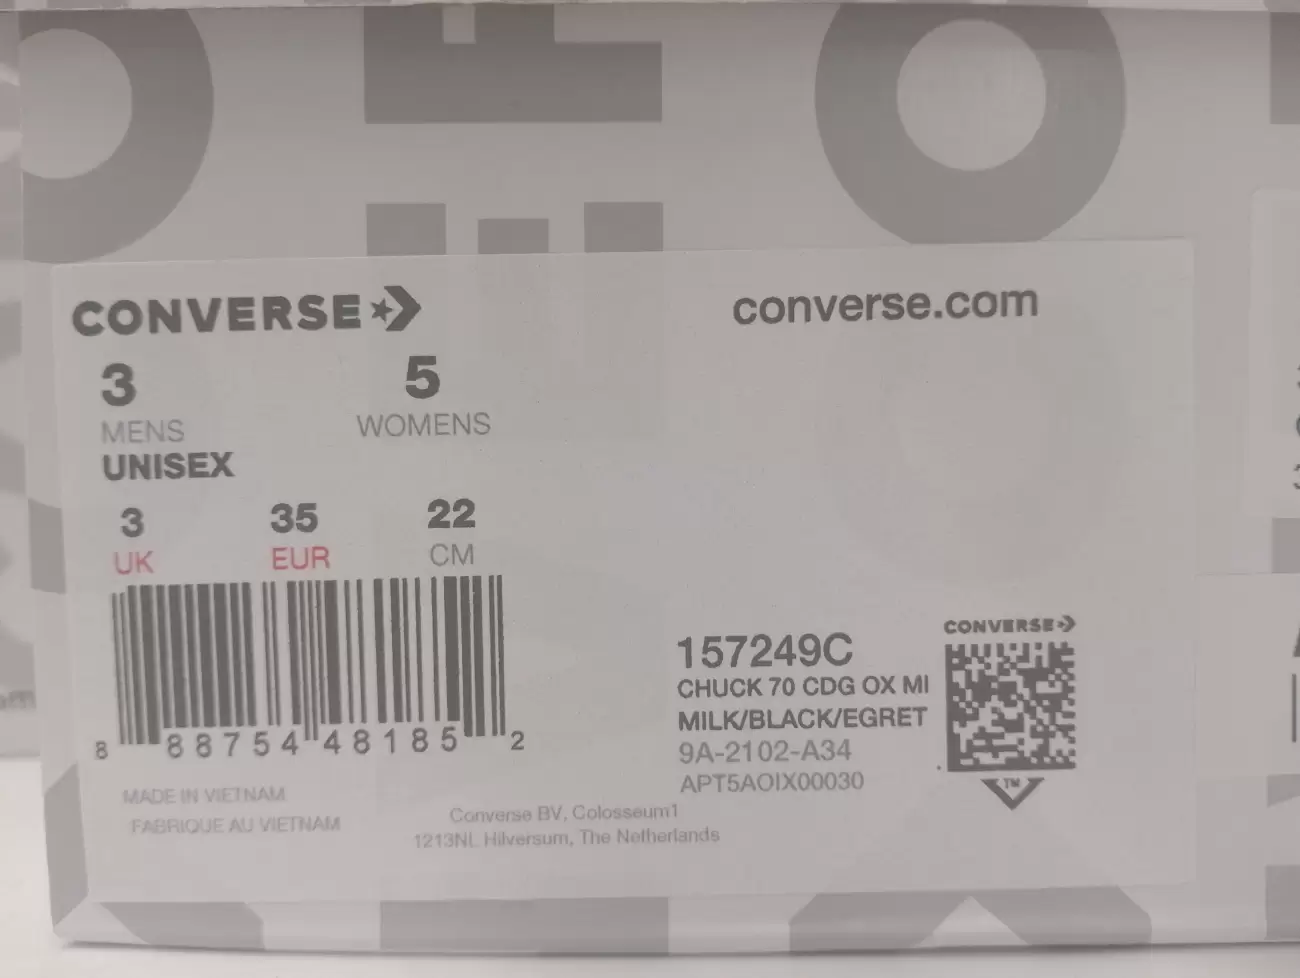 CONVERSE
converse.com
3 5
MENS WOMENS
UNISEX
3 35 22
UK EUR CM
8 88754 48185 2
157249C
CHUCK 70 CDG OX MI
MILK/BLACK/EGRET
9A-2102-A34
APT5AOIX00030
CONVERSE
TM
MADE IN VIETNAM
FABRIQUE AU VIETNAM
Converse BV, Colosseum1
1213NL Hilversum, The Netherlands